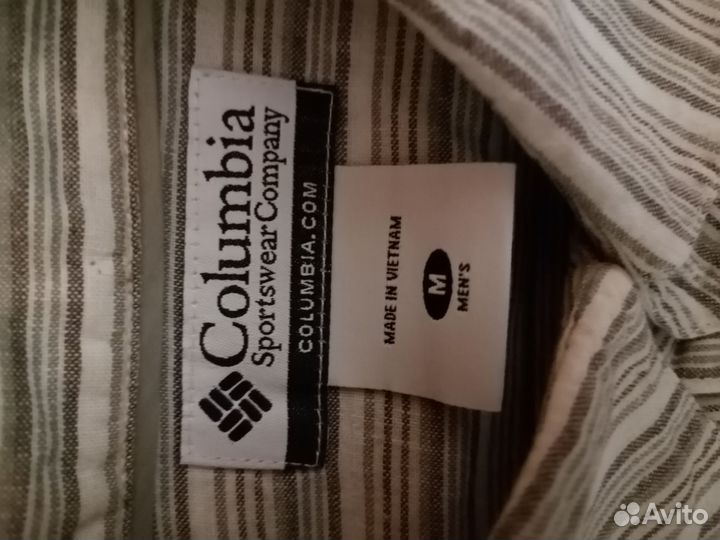 Columbia
Sportswear Company
COLUMBIA.COM
MADE IN VIETNAM
M
MEN'S
Avito